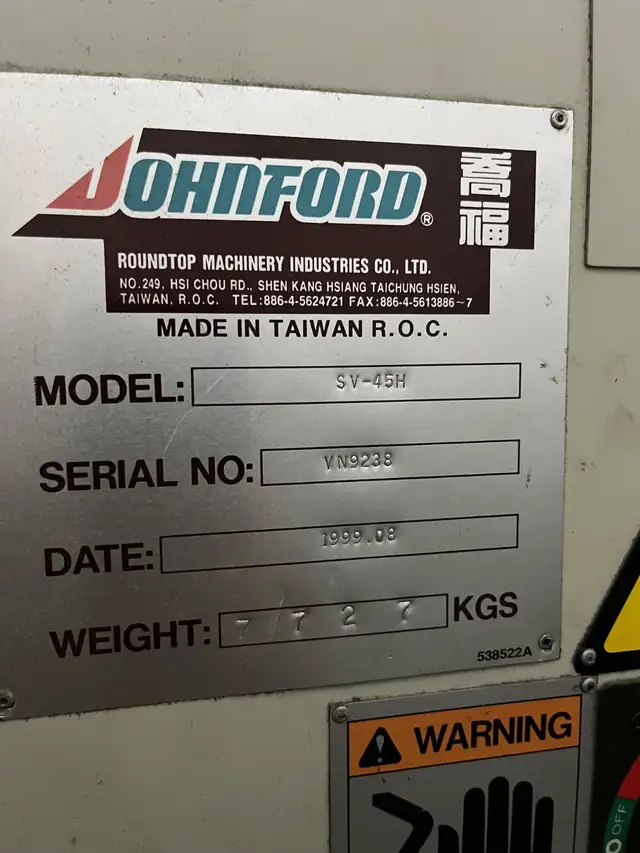 JOHNFORD®
喬福
ROUNDTOP MACHINERY INDUSTRIES CO., LTD.
NO.249, HSI CHOU RD., SHEN KANG HSIANG TAICHUNG HSIEN,
TAIWAN, R.O.C. TEL:886-4-5624721 FAX:886-4-5613886~7
MADE IN TAIWAN R.O.C.
MODEL: SV-45H
SERIAL NO: VN9238
DATE: 1999.08
WEIGHT: 7727 KGS
538522A
WARNING
O OFF